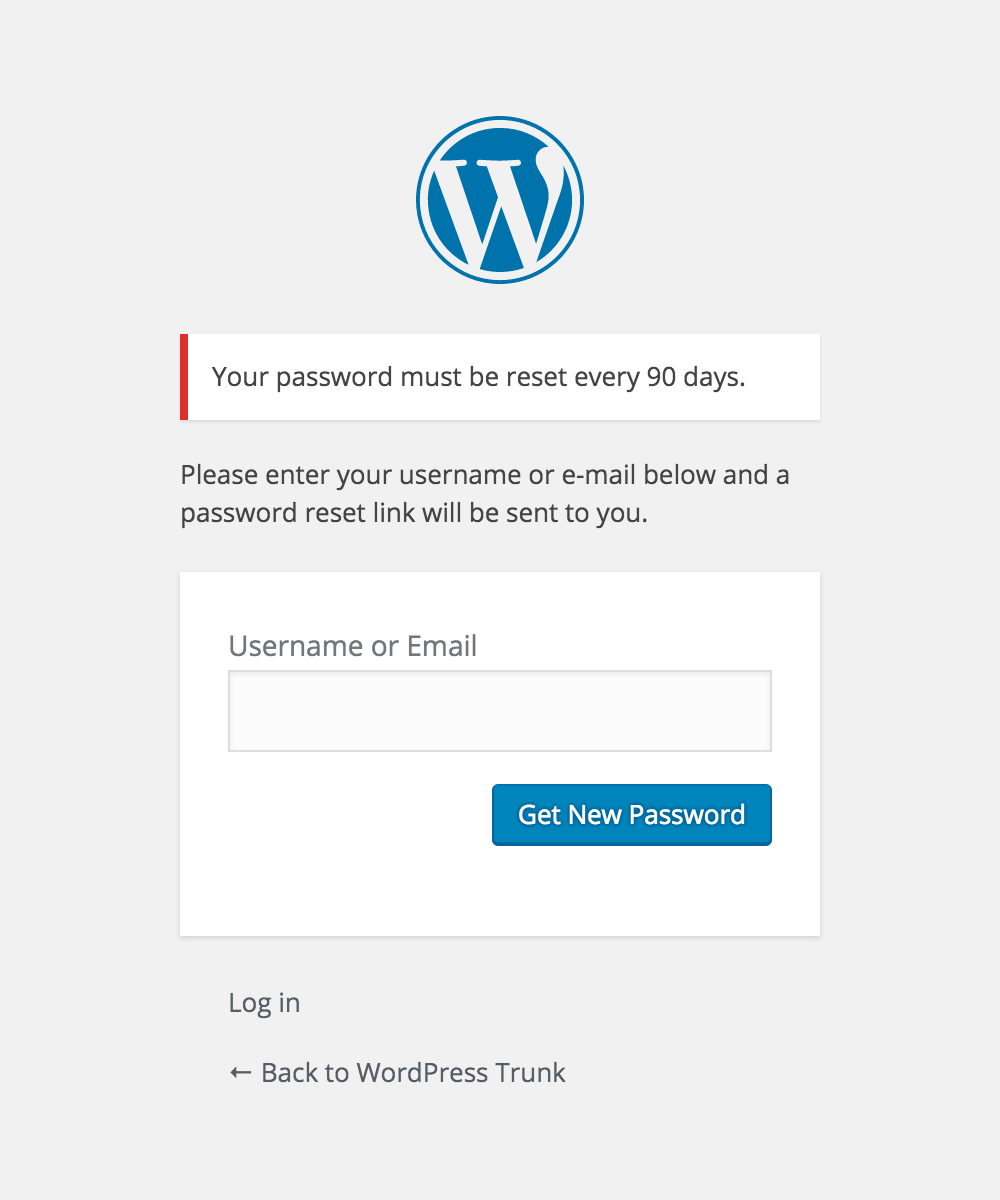 Your password must be reset every 90 days.
Please enter your username or e-mail below and a
password reset link will be sent to you.
Username or Email
Get New Password
Log in
← Back to WordPress Trunk